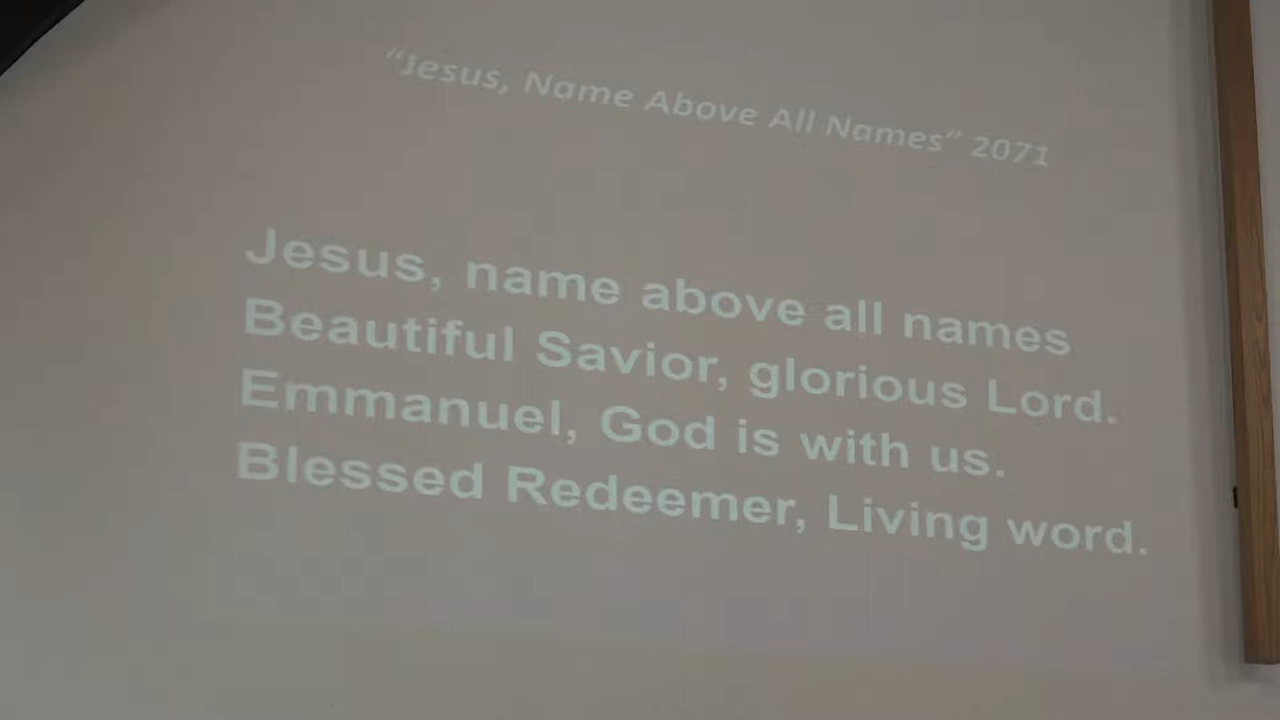 "Jesus, Name Above All Names" 2071
Jesus, name above all names
Beautiful Savior, glorious Lord.
Emmanuel, God is with us.
Blessed Redeemer, Living word.